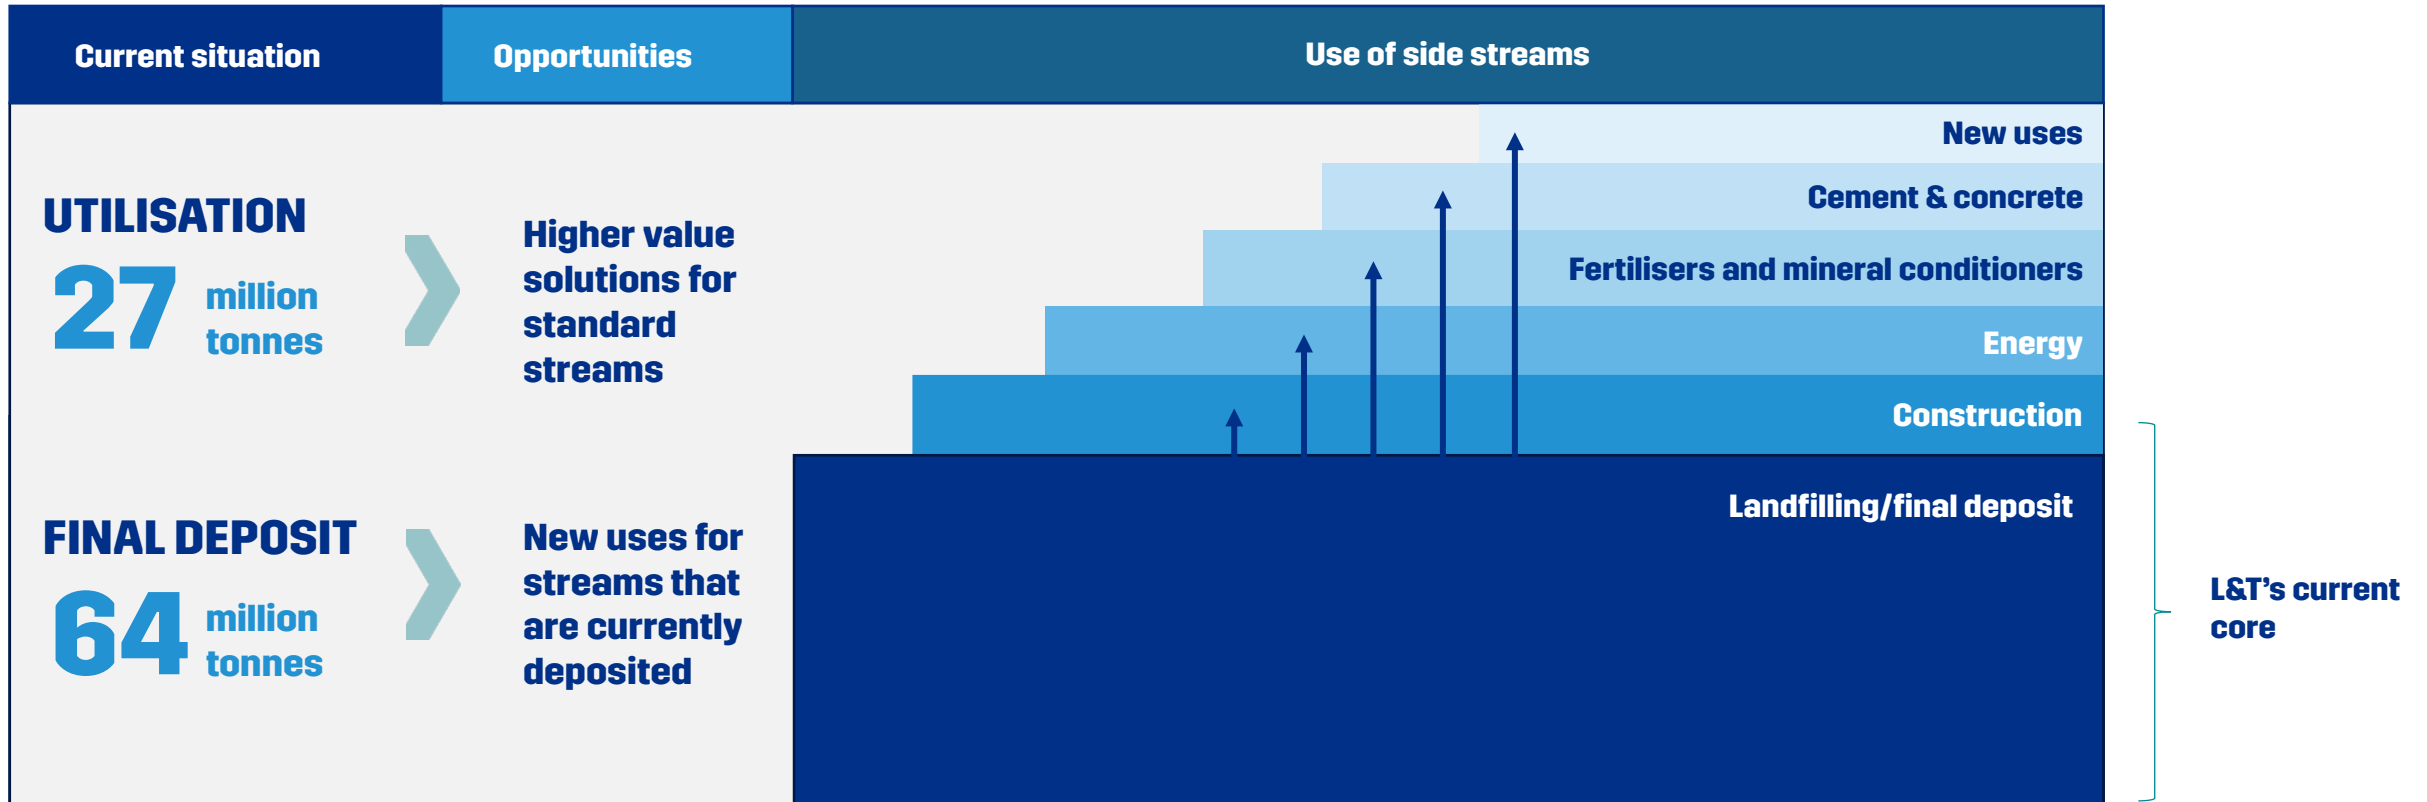 Current situation
Opportunities
Use of side streams
UTILISATION
27 million
tonnes
Higher value
solutions for
standard
streams
New uses
Cement & concrete
Fertilisers and mineral conditioners
Energy
Construction
FINAL DEPOSIT
64 million
tonnes
New uses for
streams that
are currently
deposited
Landfilling/final deposit
L&T’s current
core